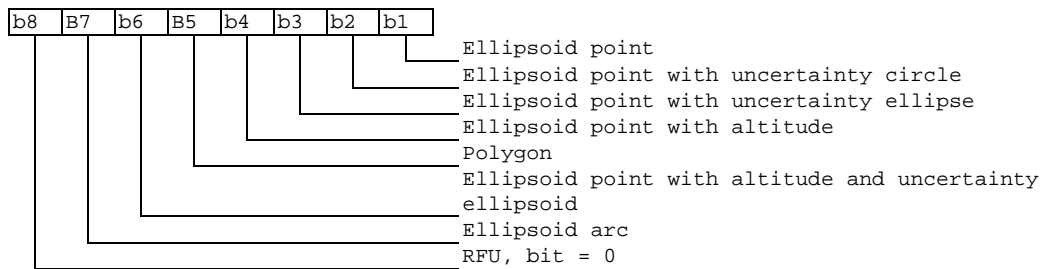 b8 B7 b6 B5 b4 b3 b2 b1
Ellipsoid point
Ellipsoid point with uncertainty circle
Ellipsoid point with uncertainty ellipse
Ellipsoid point with altitude
Polygon
Ellipsoid point with altitude and uncertainty
ellipsoid
Ellipsoid arc
RFU, bit = 0